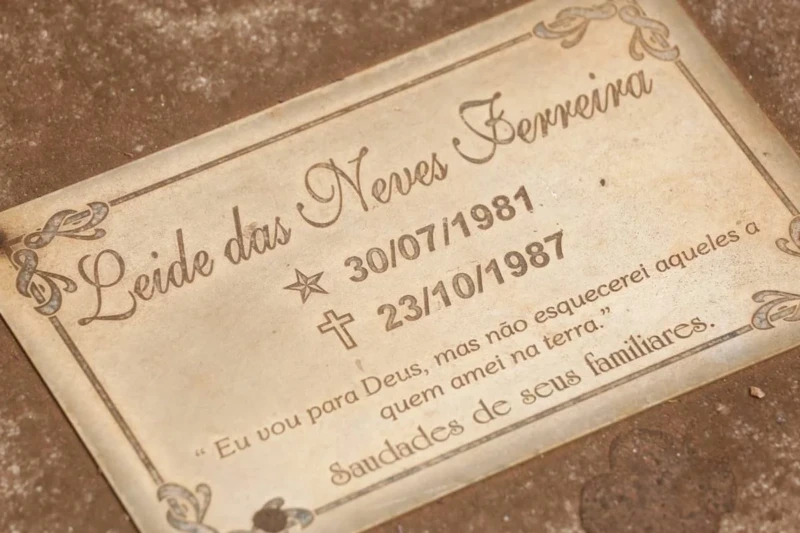 Leide das Neves Ferreira
30/07/1981
23/10/1987
“ Eu vou para Deus, mas não esquecerei aqueles a
quem amei na terra.”
Saudades de seus familiares.